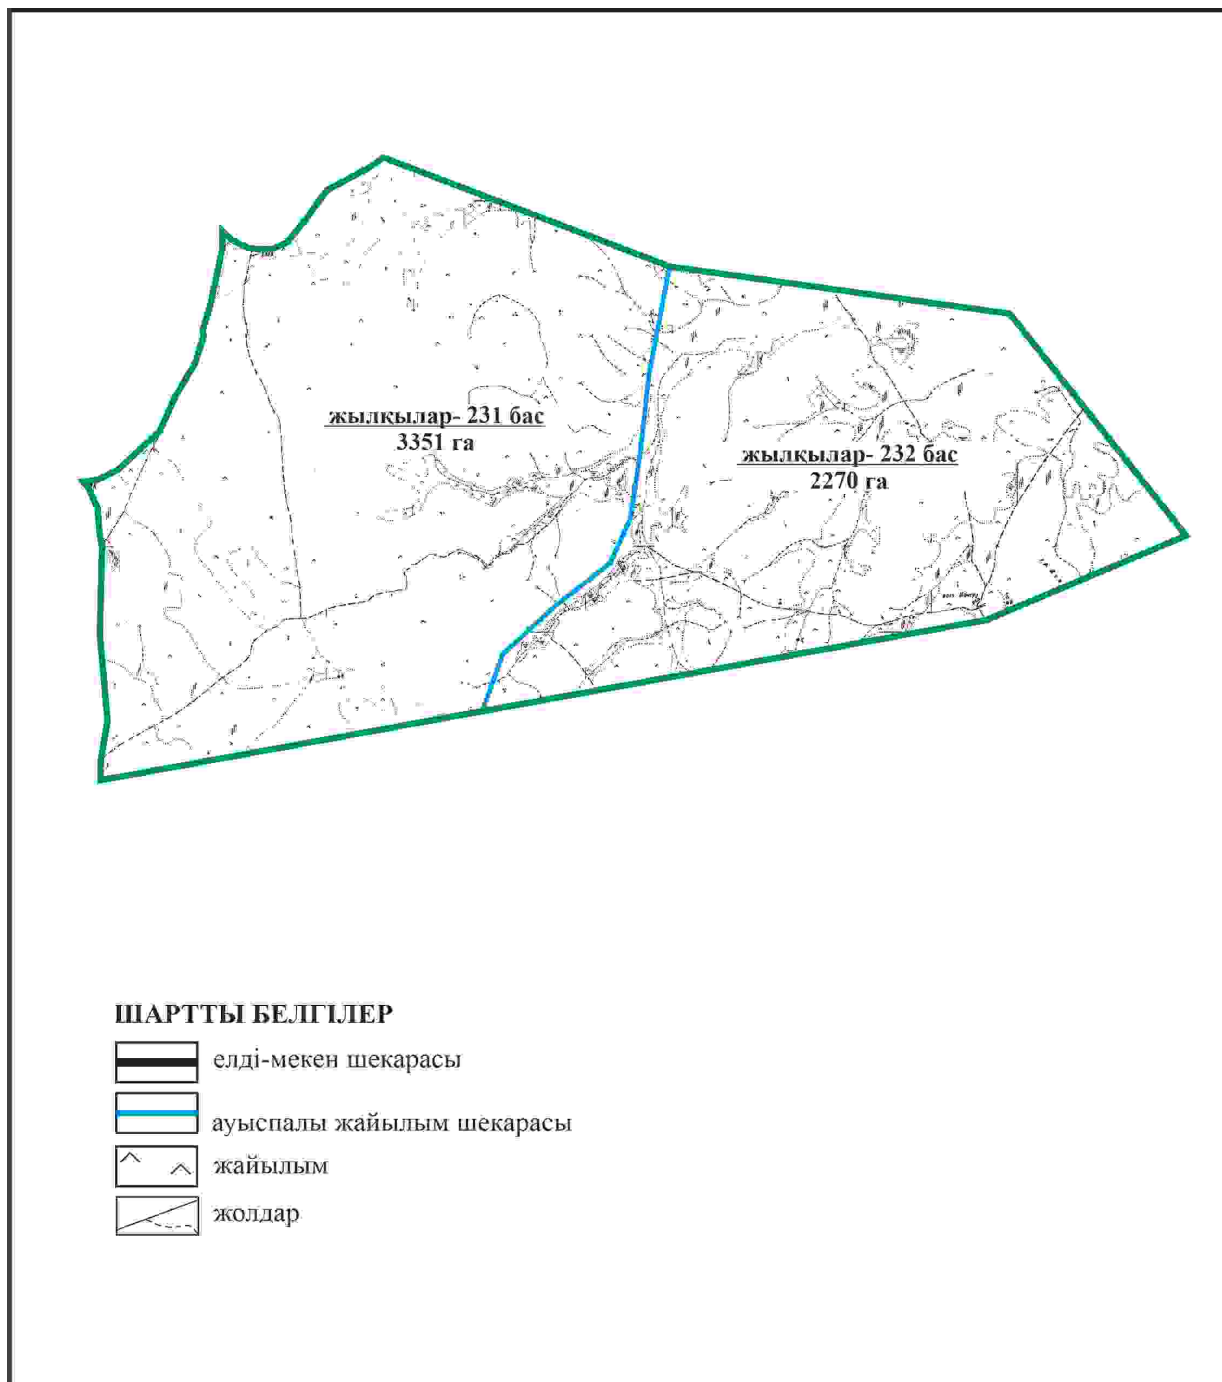 жылқылар- 231 бас
3351 га
жылқылар- 232 бас
2270 га
ШАРТТЫ БЕЛГІЛЕР
елді-мекен шекарасы
ауыспалы жайылым шекарасы
жайылым
жолдар